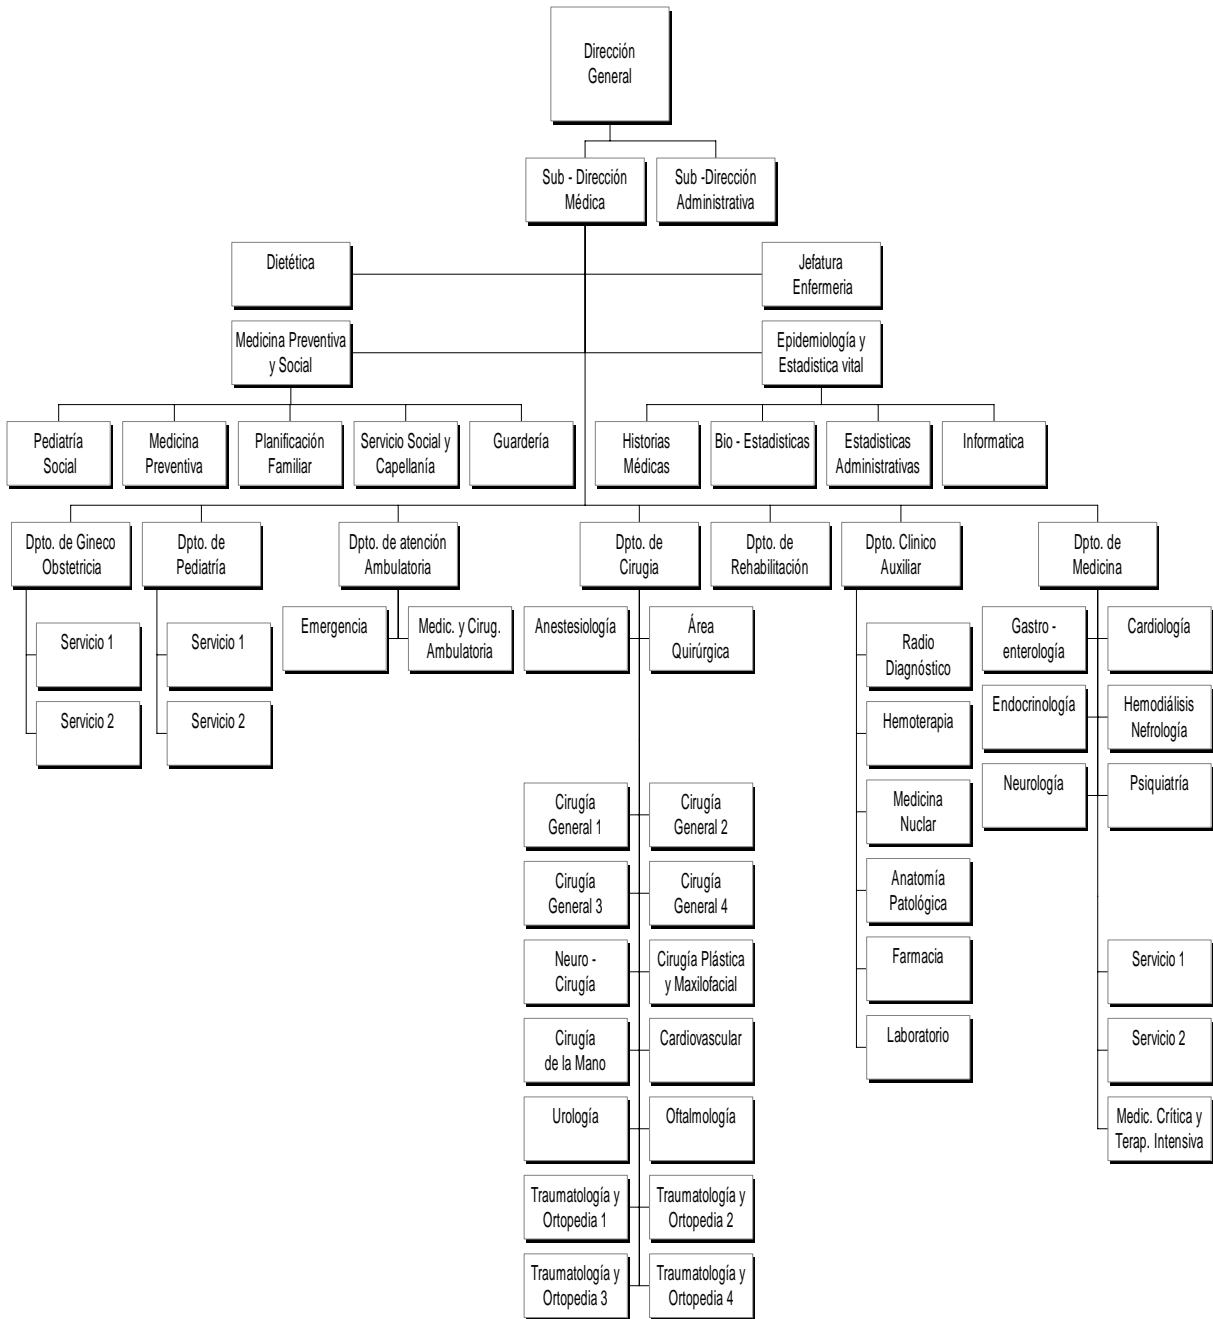 Dirección
General
Sub - Dirección
Médica
Sub -Dirección
Administrativa
Dietética
Jefatura
Enfermeria
Medicina Preventiva
y Social
Epidemiología y
Estadistica vital
Pediatría
Social
Medicina
Preventiva
Planificación
Familiar
Servicio Social y
Capellanía
Guardería
Historias
Médicas
Bio - Estadisticas
Estadisticas
Administrativas
Informatica
Dpto. de Gineco
Obstetricia
Dpto. de
Pediatría
Dpto. de atención
Ambulatoria
Dpto. de
Cirugia
Dpto. de
Rehabilitación
Dpto. Clinico
Auxiliar
Dpto. de
Medicina
Servicio 1
Servicio 2
Servicio 1
Servicio 2
Emergencia
Medic. y Cirug.
Ambulatoria
Anestesiología
Área
Quirúrgica
Cirugía
General 1
Cirugía
General 2
Cirugía
General 3
Cirugía
General 4
Neuro -
Cirugía
Cirugía Plástica
y Maxilofacial
Cirugía
de la Mano
Cardiovascular
Urología
Oftalmología
Traumatología y
Ortopedia 1
Traumatología y
Ortopedia 2
Traumatología y
Ortopedia 3
Traumatología y
Ortopedia 4
Radio
Diagnóstico
Hemoterapia
Medicina
Nuclar
Anatomía
Patológica
Farmacia
Laboratorio
Gastro -
enterología
Cardiología
Endocrinología
Hemodiálisis
Nefrología
Neurología
Psiquiatría
Servicio 1
Servicio 2
Medic. Crítica y
Terap. Intensiva